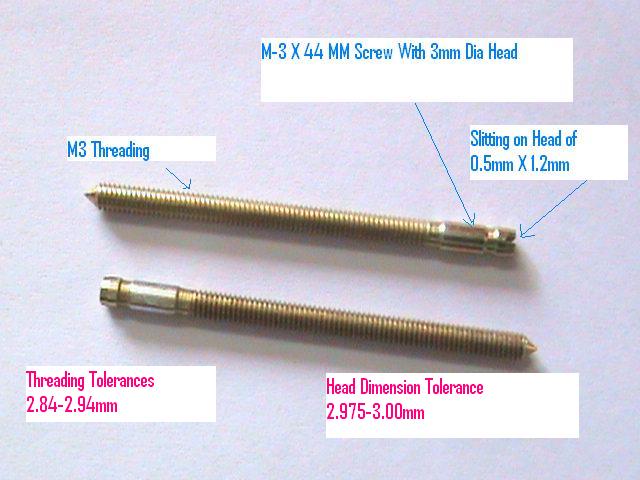 M-3 X 44 MM Screw With 3mm Dia Head
Slitting on Head of
0.5mm X 1.2mm
M3 Threading
Threading Tolerances
2.84-2.94mm
Head Dimension Tolerance
2.975-3.00mm